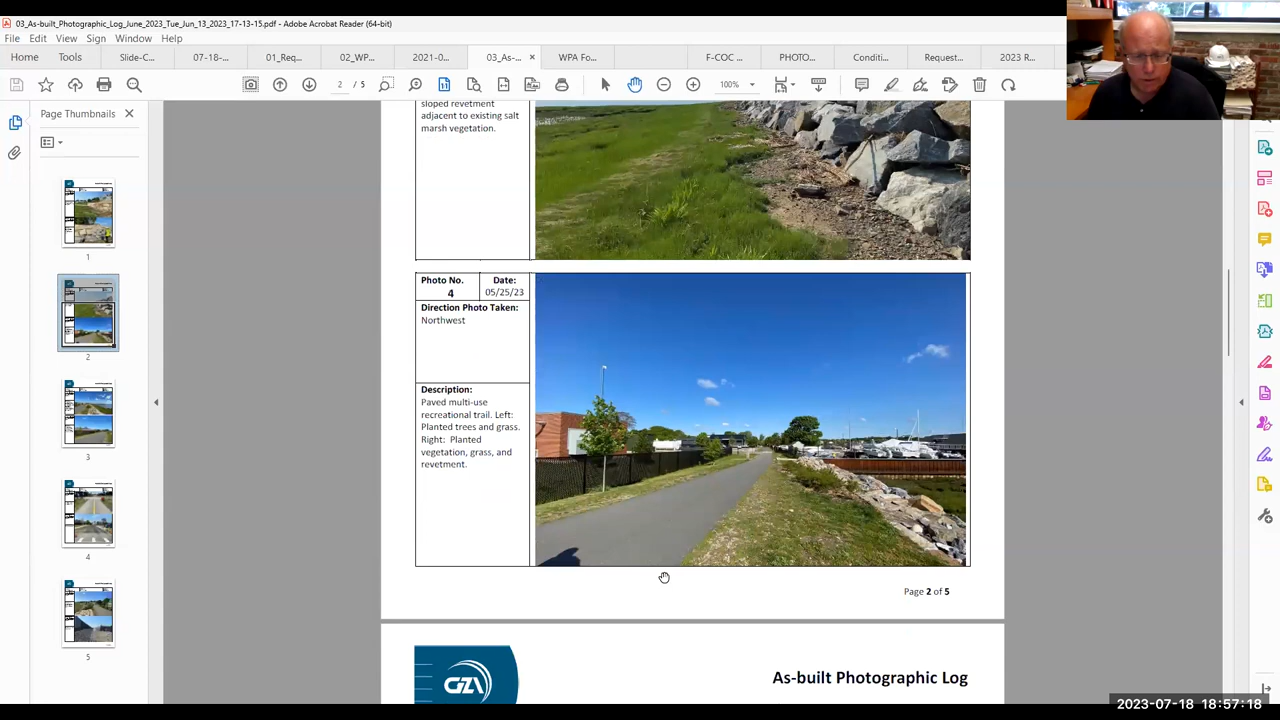 03_As-built_Photographic_Log_June_2023_Tue_Jun_13_2023_17-13-15.pdf - Adobe Acrobat Reader (64-bit)
File Edit View Sign Window Help
Home Tools Slide-C... 07-18-... 01_Req... 02_WP... 2021-0... 03_As-... × WPA Fo... F-COC ... PHOTO... Conditi... Request... 2023 R...
2 / 5 100%
Page Thumbnails ×
1
2
3
4
5
sloped revetment
adjacent to existing salt
marsh vegetation.
Photo No. Date:
4 05/25/23
Direction Photo Taken:
Northwest
Description:
Paved multi-use
recreational trail. Left:
Planted trees and grass.
Right: Planted
vegetation, grass, and
revetment.
Page 2 of 5
GZA
As-built Photographic Log
2023-07-18 18:57:18